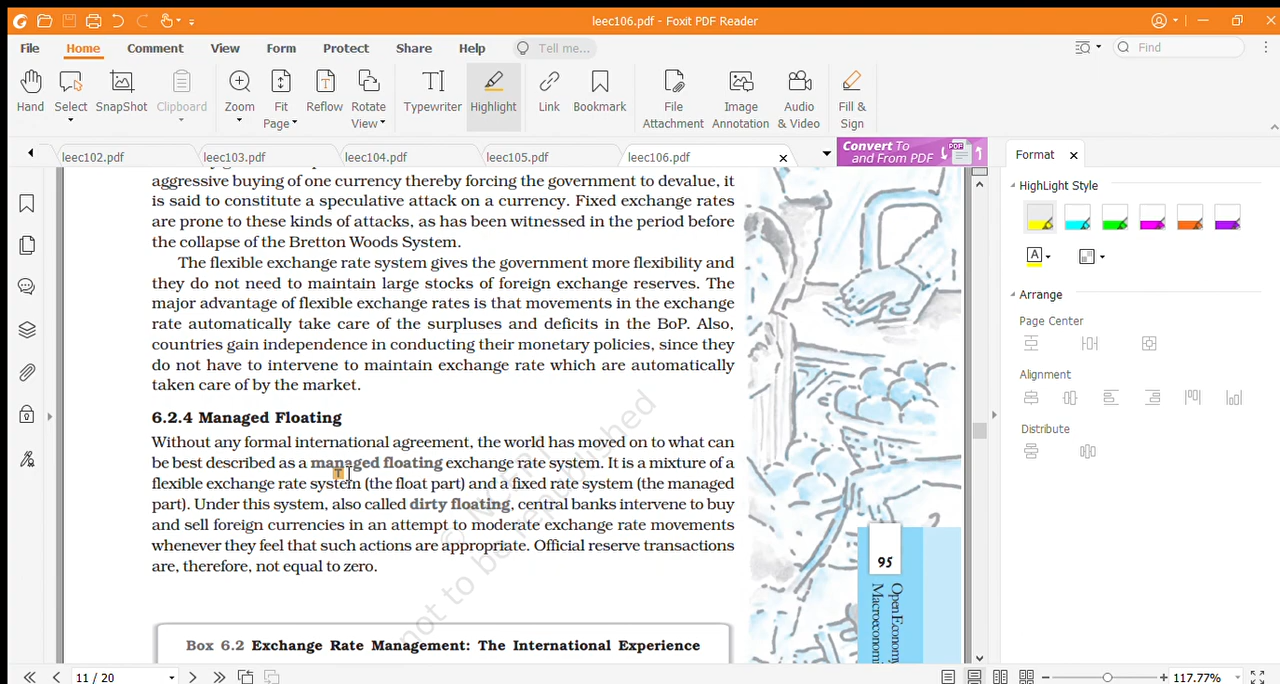 leec106.pdf - Foxit PDF Reader
File Home Comment View Form Protect Share Help Tell me... Find
Hand Select SnapShot Clipboard Zoom Fit Page Reflow Rotate View Typewriter Highlight Link Bookmark File Attachment Image Annotation Audio & Video Fill & Sign
leec102.pdf leec103.pdf leec104.pdf leec105.pdf leec106.pdf
Convert To
and From PDF
PDF
Format
HighLight Style
A
Arrange
Page Center
Alignment
Distribute
aggressive buying of one currency thereby forcing the government to devalue, it
is said to constitute a speculative attack on a currency. Fixed exchange rates
are prone to these kinds of attacks, as has been witnessed in the period before
the collapse of the Bretton Woods System.
The flexible exchange rate system gives the government more flexibility and
they do not need to maintain large stocks of foreign exchange reserves. The
major advantage of flexible exchange rates is that movements in the exchange
rate automatically take care of the surpluses and deficits in the BoP. Also,
countries gain independence in conducting their monetary policies, since they
do not have to intervene to maintain exchange rate which are automatically
taken care of by the market.
6.2.4 Managed Floating
Without any formal international agreement, the world has moved on to what can
be best described as a managed floating exchange rate system. It is a mixture of a
flexible exchange rate system (the float part) and a fixed rate system (the managed
part). Under this system, also called dirty floating, central banks intervene to buy
and sell foreign currencies in an attempt to moderate exchange rate movements
whenever they feel that such actions are appropriate. Official reserve transactions
are, therefore, not equal to zero.
not to be republished
95
Open Economy
Box 6.2 Exchange Rate Management: The International Experience
11 / 20
117.77%